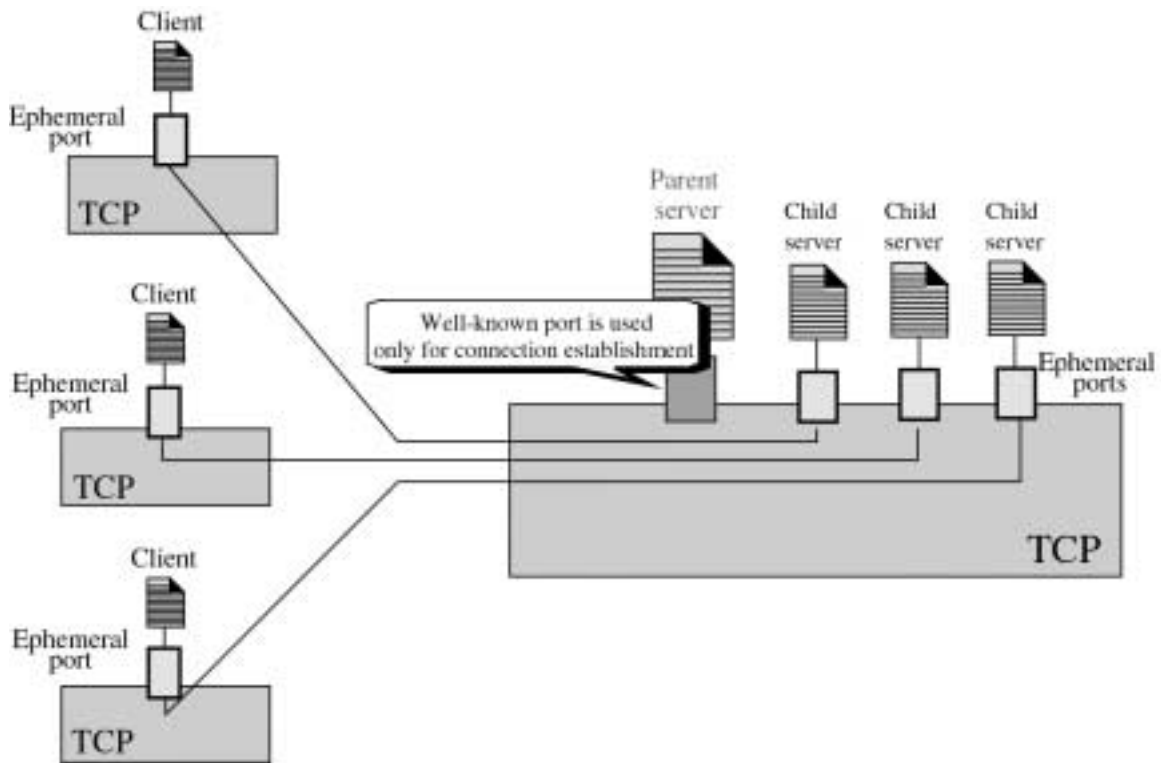 Client
Ephemeral
port
TCP
Parent
server
Child
server
Child
server
Child
server
Client
Well-known port is used
only for connection establishment
Ephemeral
port
Ephemeral
ports
TCP
TCP
Client
Ephemeral
port
TCP